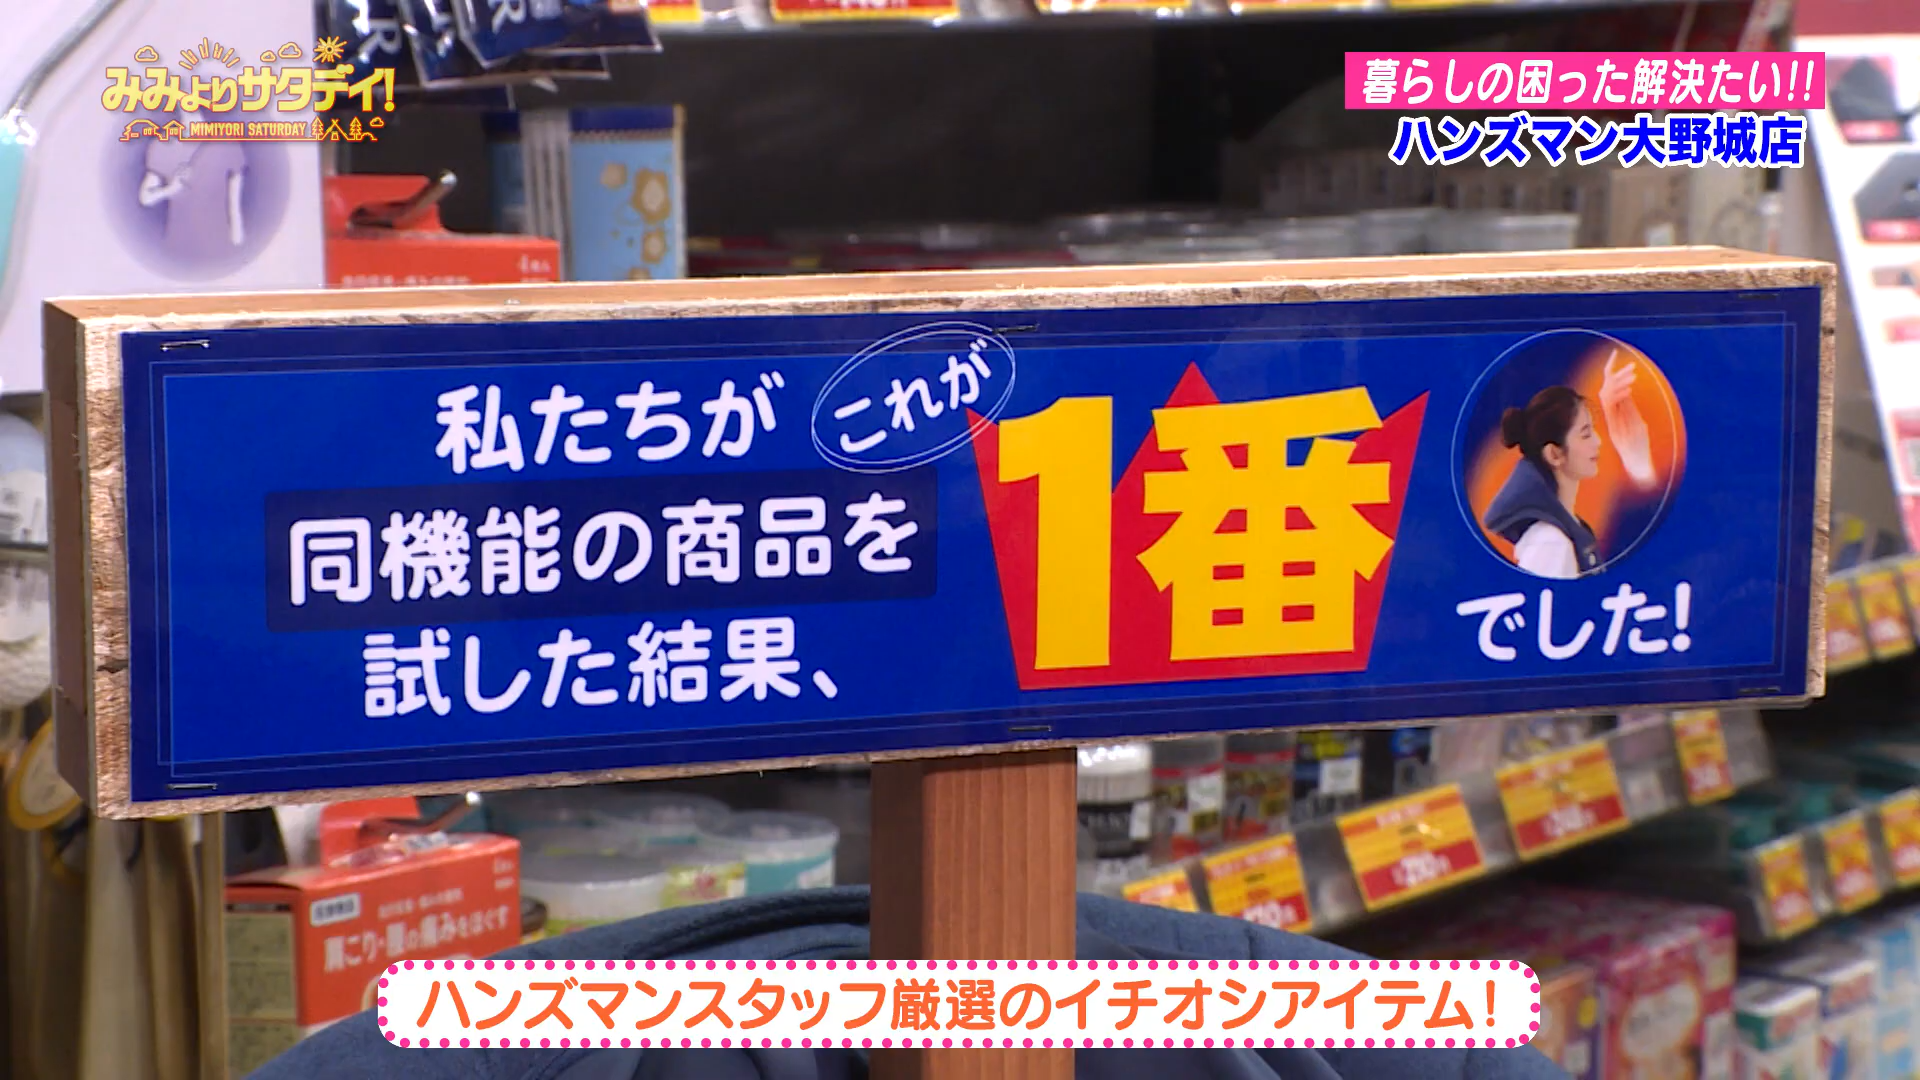 みみよりサタデイ!
MIMIYORI SATURDAY
暮らしの困った解決たい!!
ハンズマン大野城店
私たちが
同機能の商品を
試した結果、
これが
1番
でした!
肩こり・腰の痛みをほぐす
ハンズマンスタッフ厳選のイチオシアイテム!